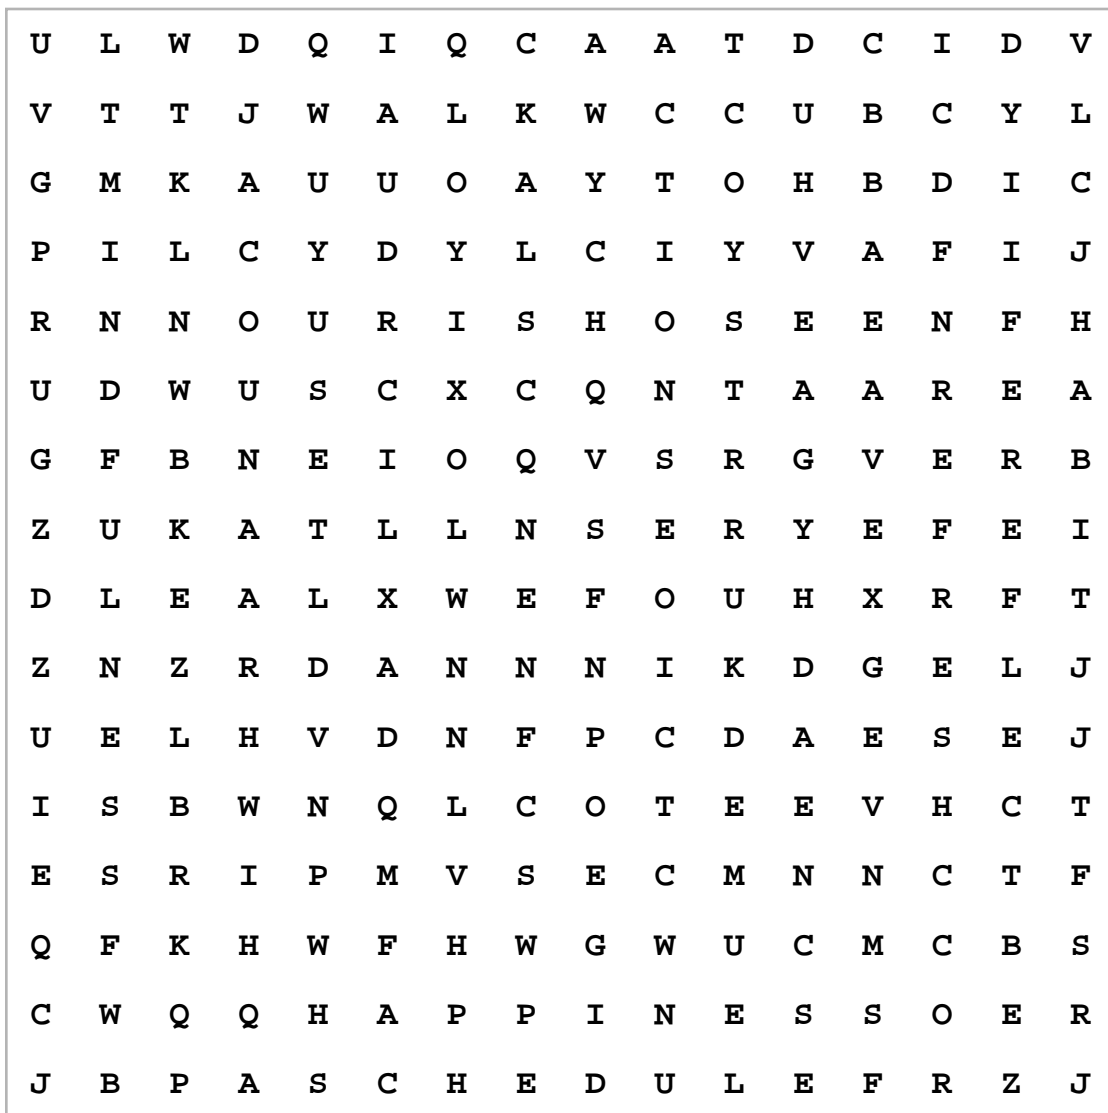 U L W D Q I Q C A A T D C I D V
V T T J W A L K W C C U B C Y L
G M K A U U O A Y T O H B D I C
P I L C Y D Y L C I Y V A F I J
R N N O U R I S H O S E E N F H
U D W U S C X C Q N T A A R E A
G F B N E I O Q V S R G V E R B
Z U K A T L L N S E R Y E F E I
D L E A L X W E F O U H X R F T
Z N Z R D A N N N I K D G E L J
U E L H V D N F P C D A E S E J
I S B W N Q L C O T E E V H C T
E S R I P M V S E C M N N C T F
Q F K H W F H W G W U C M C B S
C W Q Q H A P P I N E S S O E R
J B P A S C H E D U L E F R Z J